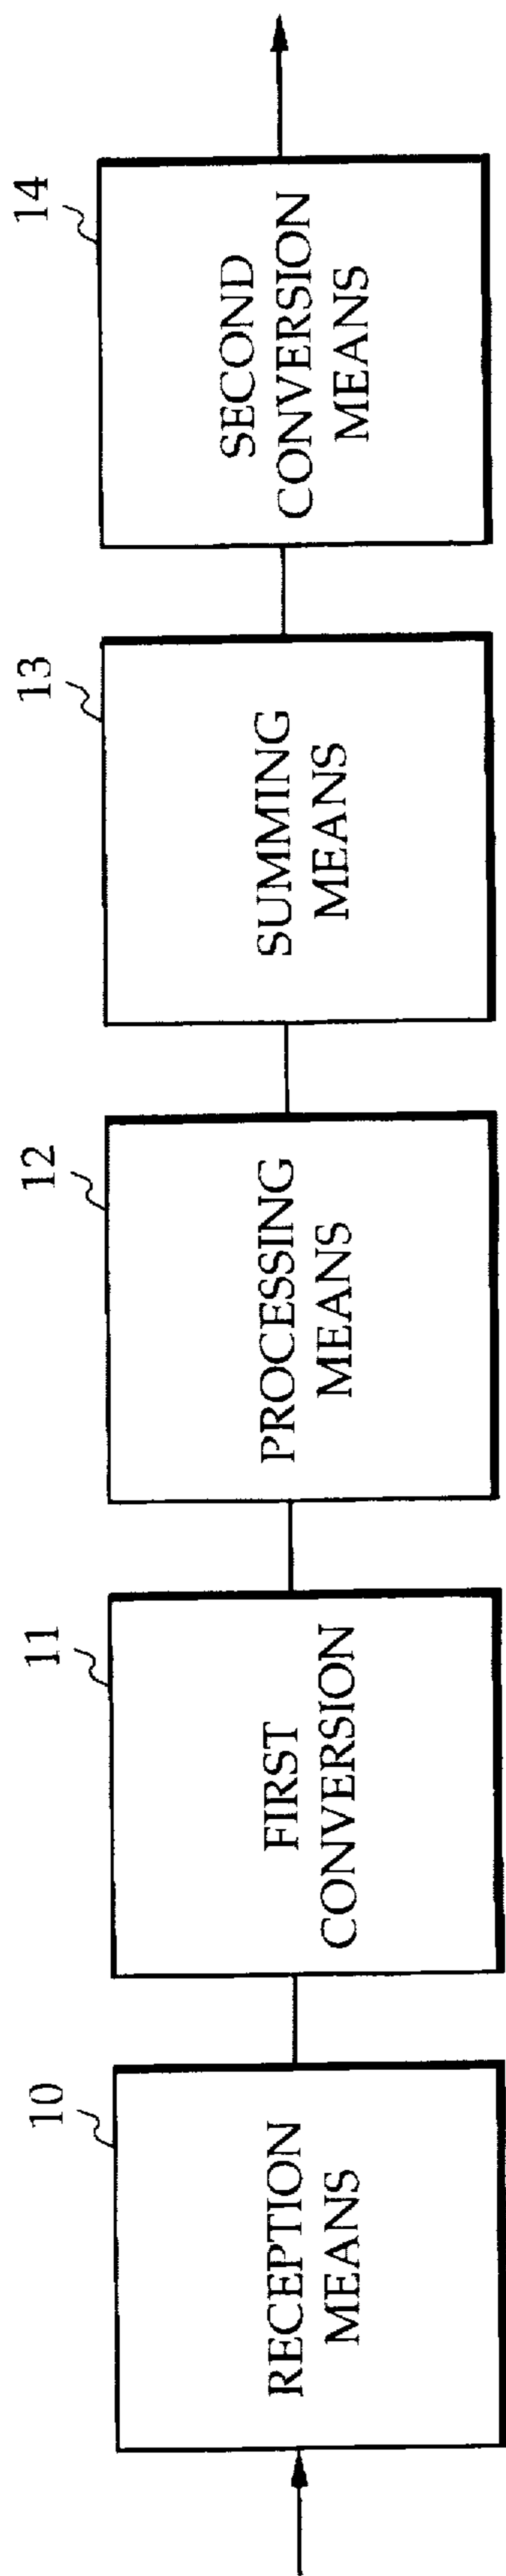 10
RECEPTION
MEANS
11
FIRST
CONVERSION
12
PROCESSING
MEANS
13
SUMMING
MEANS
14
SECOND
CONVERSION
MEANS